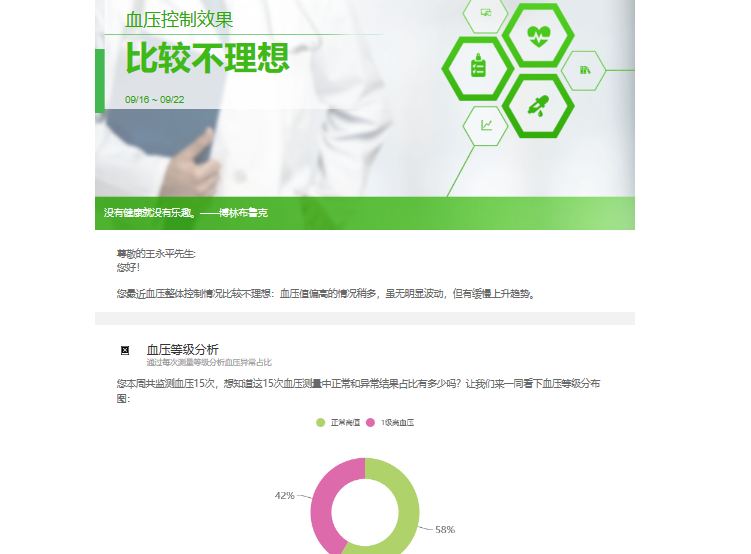 血压控制效果
比较不理想
09/16 ~ 09/22
没有健康就没有乐趣。——博林布鲁克
尊敬的王永平先生:
您好!
您最近血压整体控制情况比较不理想：血压值偏高的情况稍多，虽无明显波动，但有缓慢上升趋势。
血压等级分析
通过每次测量等级分析血压异常占比
您本周共监测血压15次，想知道这15次血压测量中正常和异常结果占比有多少吗？让我们来一同看下血压等级分布
图：
正常高值 1级高血压
42%
58%